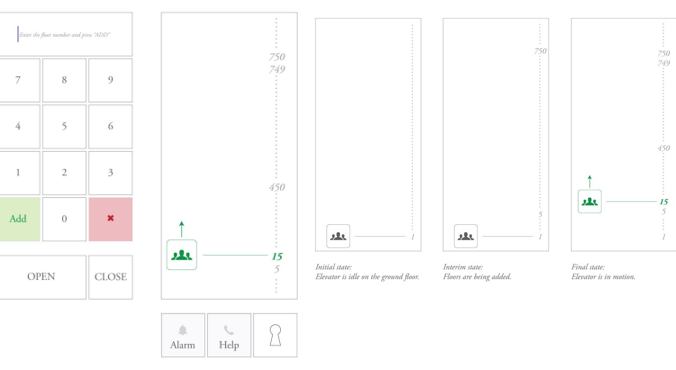 Enter the floor number and press "ADD"
7 8 9
4 5 6
1 2 3
Add 0 ✖
OPEN CLOSE
750
749
450
15
5
Alarm Help
1
Initial state:
Elevator is idle on the ground floor.
750
5
1
Interim state:
Floors are being added.
750
749
450
15
5
1
Final state:
Elevator is in motion.